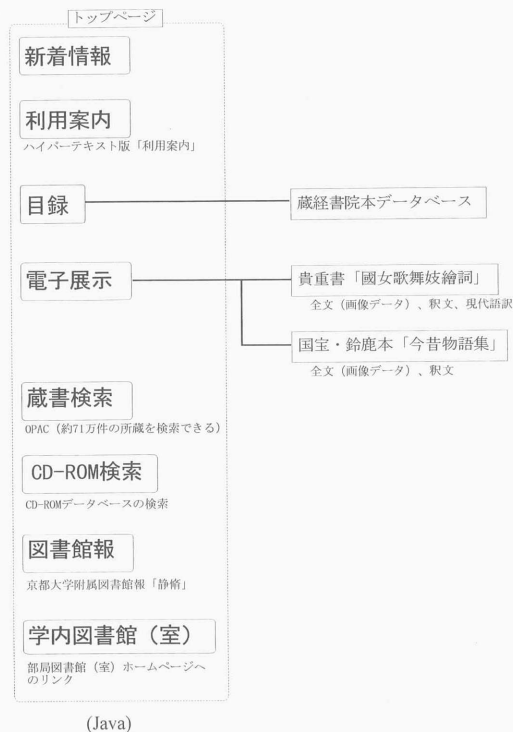 トップページ
新着情報
利用案内
ハイパーテキスト版「利用案内」
目録
蔵経書院本データベース
電子展示
貴重書「國女歌舞妓繪詞」
全文（画像データ）、釈文、現代語訳
国宝・鈴鹿本「今昔物語集」
全文（画像データ）、釈文
蔵書検索
OPAC（約71万件の所蔵を検索できる）
CD-ROM検索
CD-ROMデータベースの検索
図書館報
京都大学附属図書館報「静脩」
学内図書館（室）
部局図書館（室）ホームページへ
のリンク
(Java)